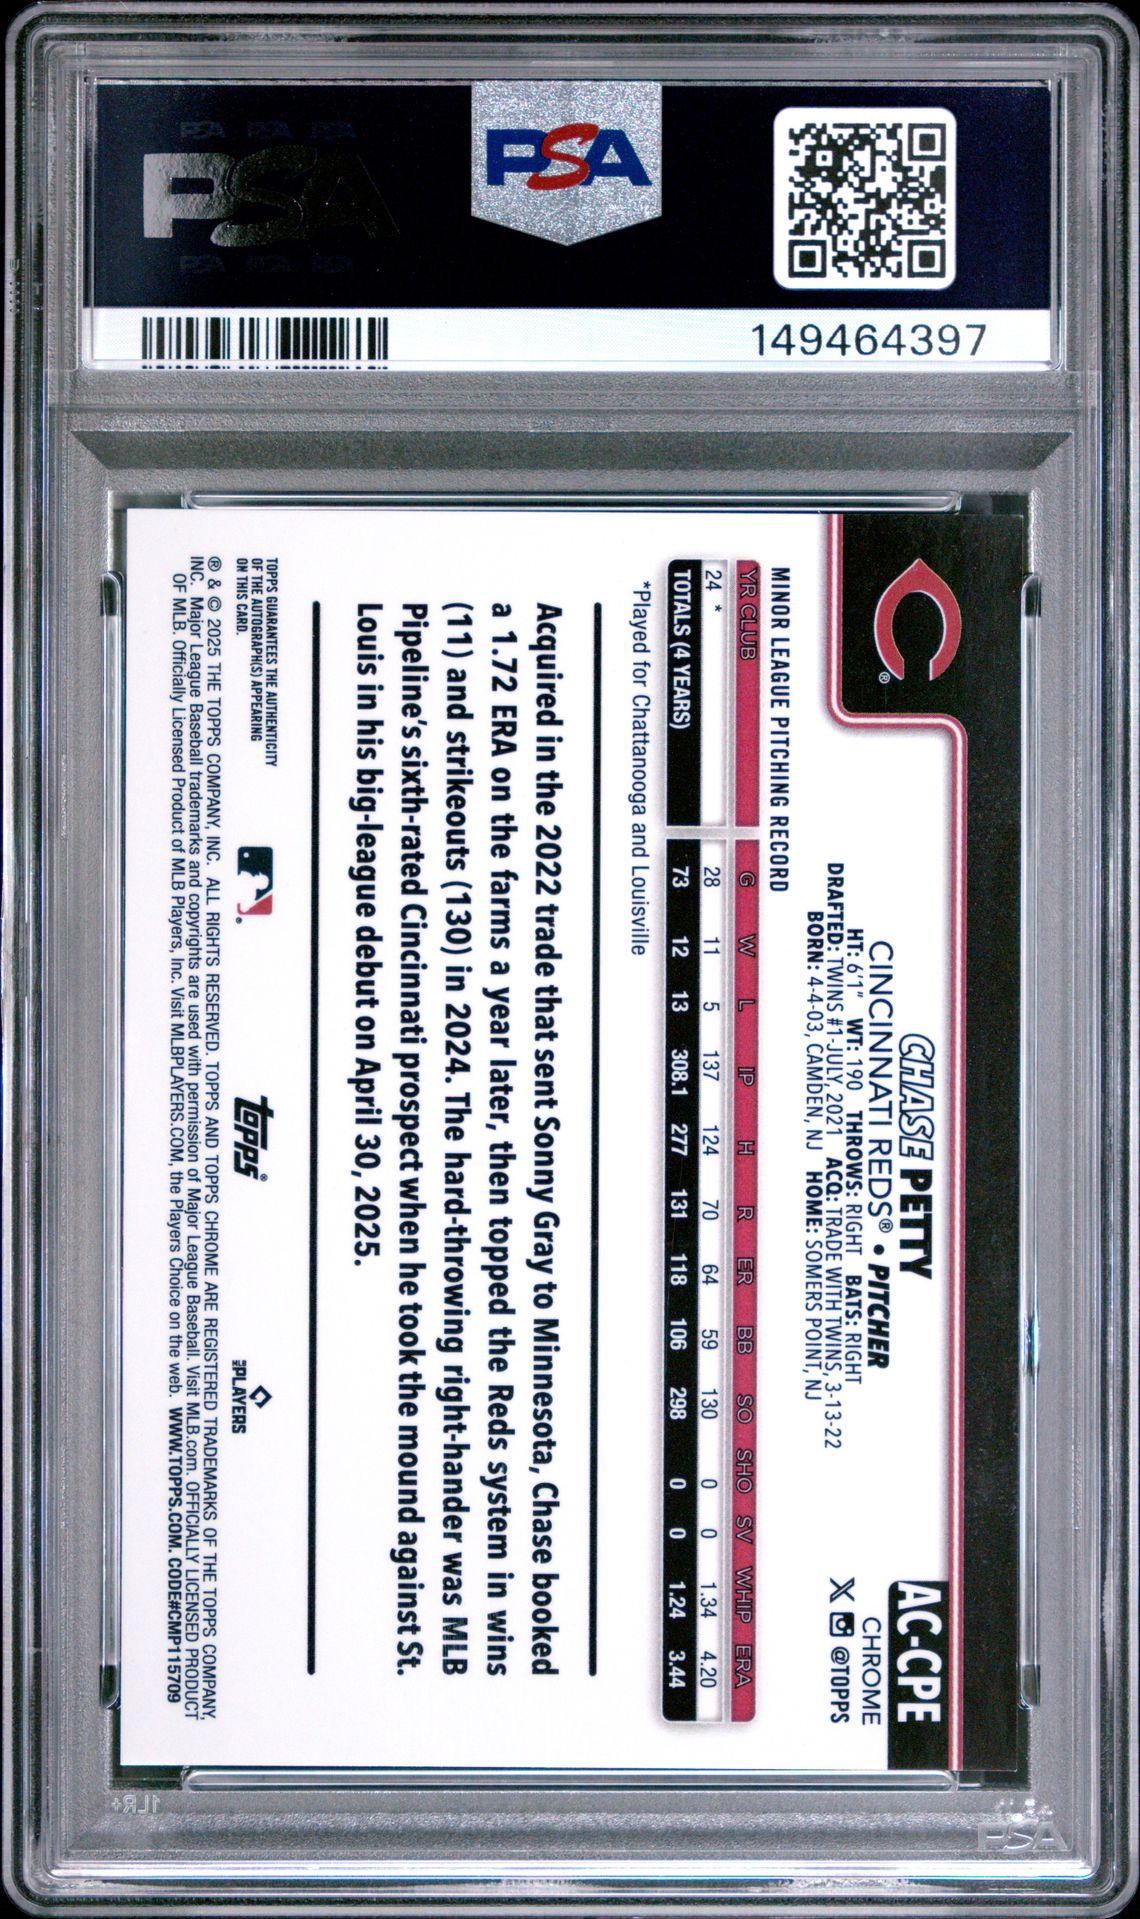 PSA PSA PSA
PSA
PSA PSA PSA
PSA
149464397
AC-CPE
CHROME
@TOPPS
CHASE PETTY
CINCINNATI REDS® • PITCHER
HT: 6'1" WT: 190 THROWS: RIGHT BATS: RIGHT
DRAFTED: TWINS #1-JULY, 2021 ACQ: TRADE WITH TWINS, 3-13-22
BORN: 4-4-03, CAMDEN, NJ HOME: SOMERS POINT, NJ
C®
MINOR LEAGUE PITCHING RECORD
YR CLUB G W L IP H R ER BB SO SHO SV WHIP ERA
24 * 28 11 5 137 124 70 64 59 130 0 0 1.34 4.20
TOTALS (4 YEARS) 73 12 13 308.1 277 131 118 106 298 0 0 1.24 3.44
*Played for Chattanooga and Louisville
Acquired in the 2022 trade that sent Sonny Gray to Minnesota, Chase booked
a 1.72 ERA on the farms a year later, then topped the Reds system in wins
(11) and strikeouts (130) in 2024. The hard-throwing right-hander was MLB
Pipeline's sixth-rated Cincinnati prospect when he took the mound against St.
Louis in his big-league debut on April 30, 2025.
TOPPS GUARANTEES THE AUTHENTICITY
OF THE AUTOGRAPH(S) APPEARING
ON THIS CARD.
®
topps®
MLB PLAYERS
® & © 2025 THE TOPPS COMPANY, INC. ALL RIGHTS RESERVED. TOPPS AND TOPPS CHROME ARE REGISTERED TRADEMARKS OF THE TOPPS COMPANY,
INC. Major League Baseball trademarks and copyrights are used with permission of Major League Baseball. Visit MLB.com. OFFICIALLY LICENSED PRODUCT
OF MLB. Officially Licensed Product of MLB Players, Inc. Visit MLBPLAYERS.COM, the Players Choice on the web. WWW.TOPPS.COM. CODE#CMP115709
1LR+
PSA